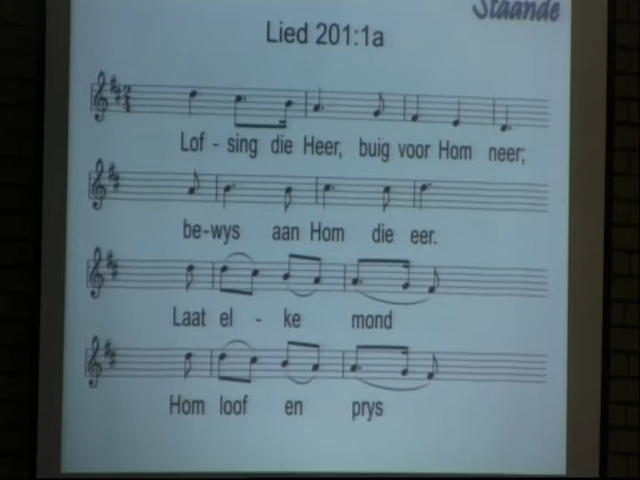 Staande
Lied 201:1a
Lof - sing die Heer, buig voor Hom neer;
be-wys aan Hom die eer.
Laat el - ke mond
Hom loof en prys